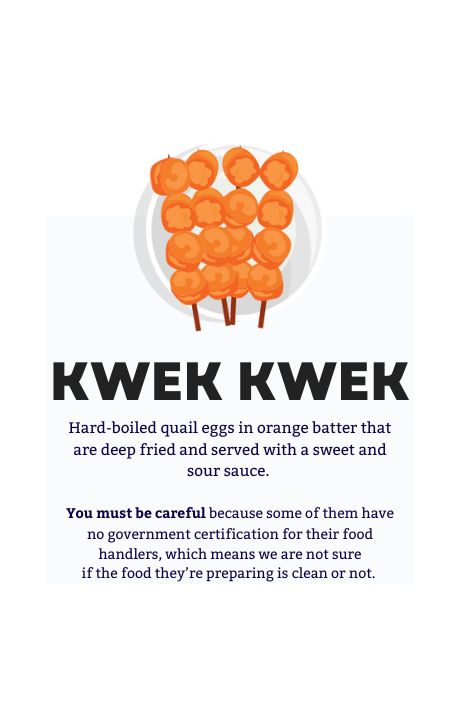 KWEK KWEK
Hard-boiled quail eggs in orange batter that
are deep fried and served with a sweet and
sour sauce.
You must be careful because some of them have
no government certification for their food
handlers, which means we are not sure
if the food they're preparing is clean or not.